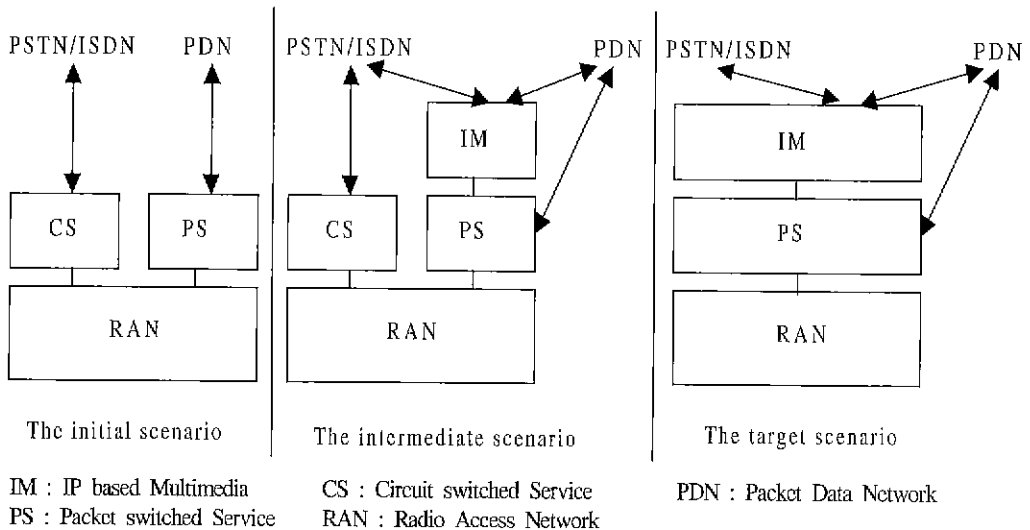 PSTN/ISDN PDN
CS PS
RAN
The initial scenario
PSTN/ISDN PDN
IM
CS PS
RAN
The intermediate scenario
PSTN/ISDN PDN
IM
PS
RAN
The target scenario
IM : IP based Multimedia
PS : Packet switched Service
CS : Circuit switched Service
RAN : Radio Access Network
PDN : Packet Data Network